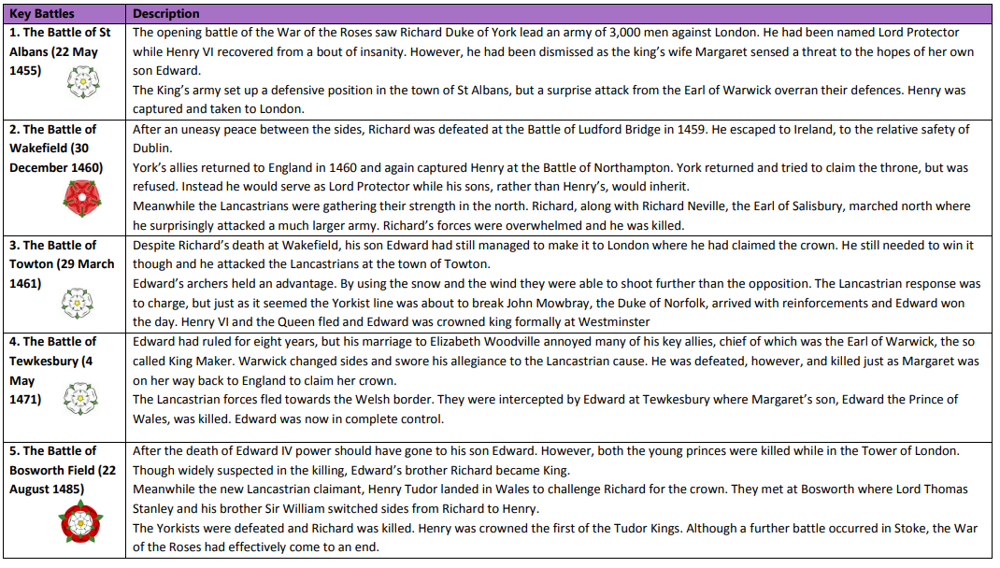 Key Battles
Description
1. The Battle of St
Albans (22 May
1455)
The opening battle of the War of the Roses saw Richard Duke of York lead an army of 3,000 men against London. He had been named Lord Protector
while Henry VI recovered from a bout of insanity. However, he had been dismissed as the king's wife Margaret sensed a threat to the hopes of her own
son Edward.
The King's army set up a defensive position in the town of St Albans, but a surprise attack from the Earl of Warwick overran their defences. Henry was
captured and taken to London.
2. The Battle of
Wakefield (30
December 1460)
After an uneasy peace between the sides, Richard was defeated at the Battle of Ludford Bridge in 1459. He escaped to Ireland, to the relative safety of
Dublin.
York's allies returned to England in 1460 and again captured Henry at the Battle of Northampton. York returned and tried to claim the throne, but was
refused. Instead he would serve as Lord Protector while his sons, rather than Henry's, would inherit.
Meanwhile the Lancastrians were gathering their strength in the north. Richard, along with Richard Neville, the Earl of Salisbury, marched north where
he surprisingly attacked a much larger army. Richard's forces were overwhelmed and he was killed.
3. The Battle of
Towton (29 March
1461)
Despite Richard's death at Wakefield, his son Edward had still managed to make it to London where he had claimed the crown. He still needed to win it
though and he attacked the Lancastrians at the town of Towton.
Edward's archers held an advantage. By using the snow and the wind they were able to shoot further than the opposition. The Lancastrian response was
to charge, but just as it seemed the Yorkist line was about to break John Mowbray, the Duke of Norfolk, arrived with reinforcements and Edward won
the day. Henry VI and the Queen fled and Edward was crowned king formally at Westminster
4. The Battle of
Tewkesbury (4
May
1471)
Edward had ruled for eight years, but his marriage to Elizabeth Woodville annoyed many of his key allies, chief of which was the Earl of Warwick, the so
called King Maker. Warwick changed sides and swore his allegiance to the Lancastrian cause. He was defeated, however, and killed just as Margaret was
on her way back to England to claim her crown.
The Lancastrian forces fled towards the Welsh border. They were intercepted by Edward at Tewkesbury where Margaret's son, Edward the Prince of
Wales, was killed. Edward was now in complete control.
5. The Battle of
Bosworth Field (22
August 1485)
After the death of Edward IV power should have gone to his son Edward. However, both the young princes were killed while in the Tower of London.
Though widely suspected in the killing, Edward's brother Richard became King.
Meanwhile the new Lancastrian claimant, Henry Tudor landed in Wales to challenge Richard for the crown. They met at Bosworth where Lord Thomas
Stanley and his brother Sir William switched sides from Richard to Henry.
The Yorkists were defeated and Richard was killed. Henry was crowned the first of the Tudor Kings. Although a further battle occurred in Stoke, the War
of the Roses had effectively come to an end.